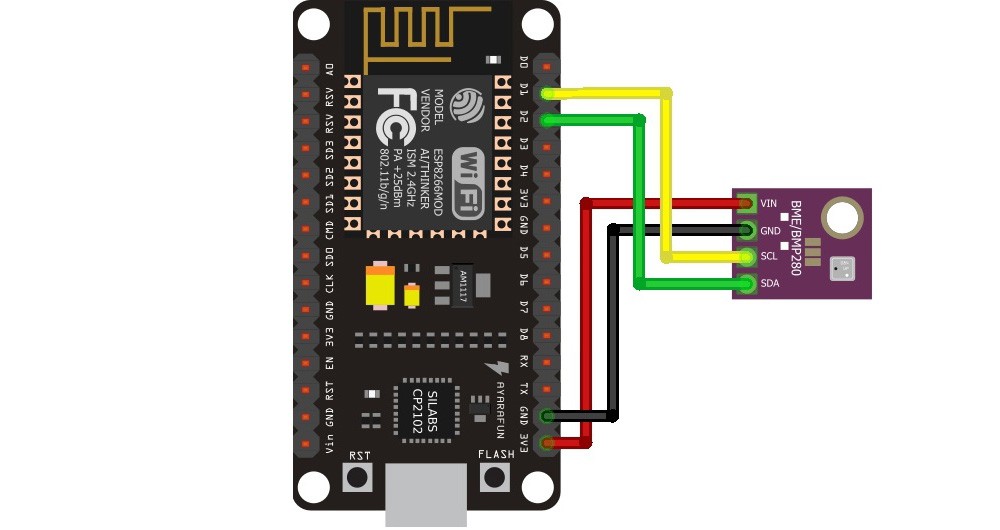 A0
RSV
RSV
SD3
SD2
SD1
CMD
SD0
CLK
GND
3V3
EN
RST
GND
Vin
FC
MODEL
VENDOR
ESP8266MOD
AI/THINKER
ISM 2.4GHz
PA +25dBm
802.11b/g/n
Wi Fi
AM1117
SILABS
CP2102
AYARAFUN
RST
FLASH
D0
D1
D2
D3
D4
3V3
GND
D5
D6
D7
D8
RX
TX
GND
3V3
VIN
GND
SCL
SDA
BME/BMP280